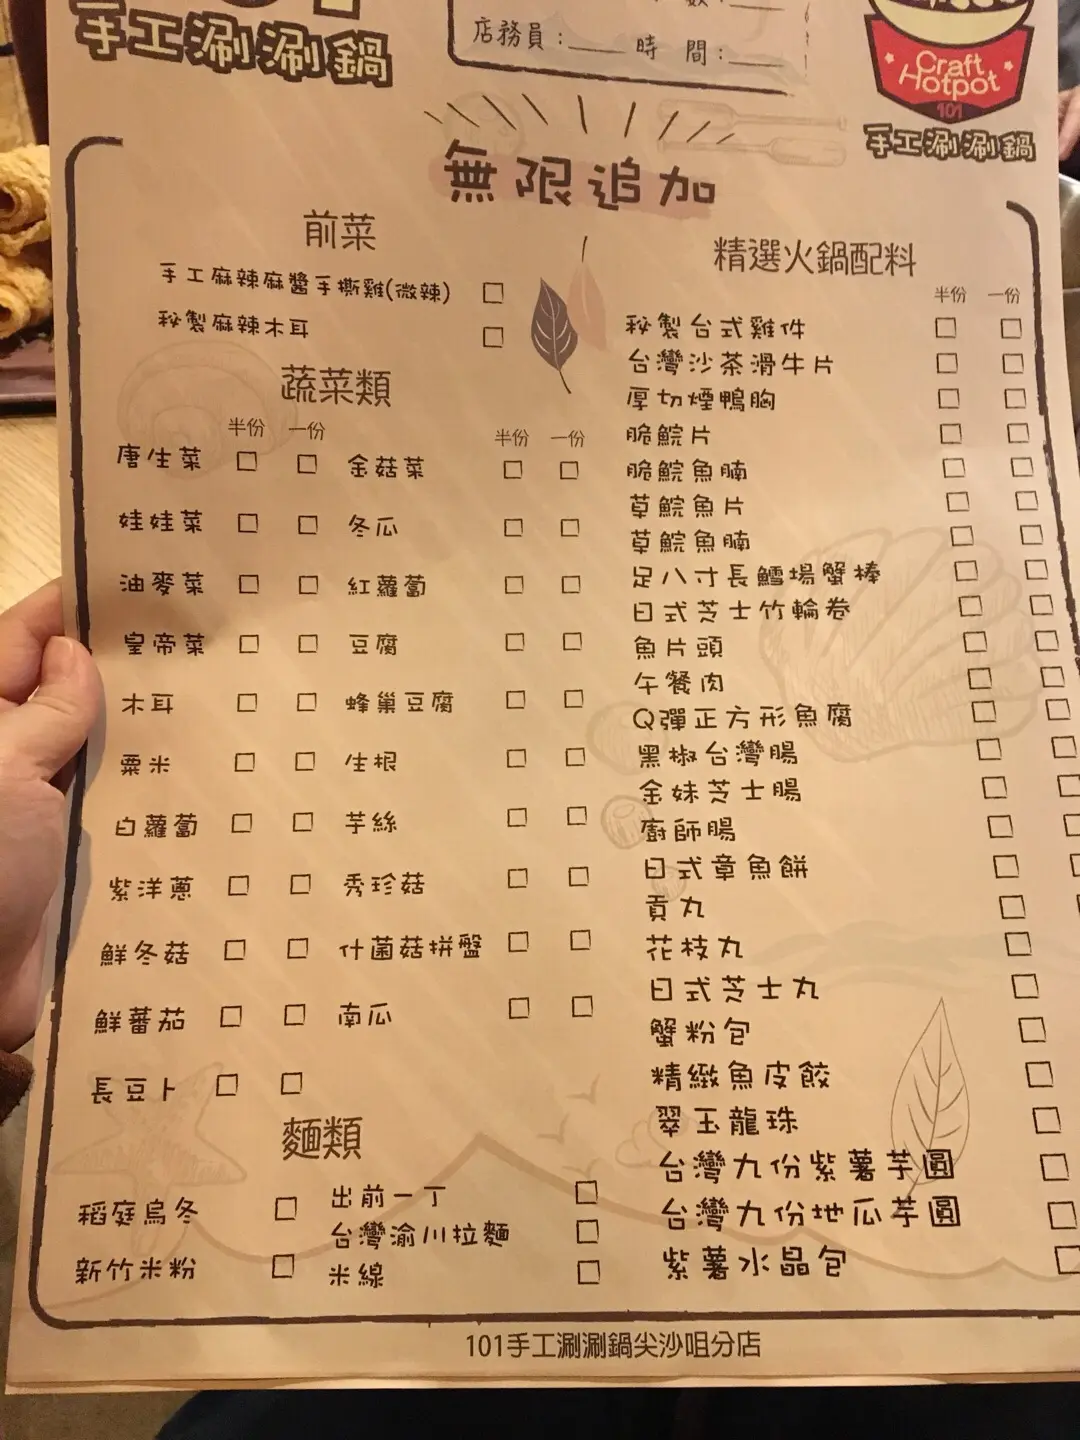 手工涮涮鍋
店務員：　　時 間：
Craft
Hotpot
101
手工涮涮鍋
無限追加
前菜
手工麻辣麻醬手撕雞(微辣)
秘製麻辣木耳
蔬菜類
半份 一份
半份 一份
唐生菜 金菇菜
娃娃菜 冬瓜
油麥菜 紅蘿蔔
皇帝菜 豆腐
木耳 蜂巢豆腐
粟米 生根
白蘿蔔 芋絲
紫洋蔥 秀珍菇
鮮冬菇 什菌菇拼盤
鮮蕃茄 南瓜
長豆卜
麵類
稻庭烏冬
新竹米粉
出前一丁
台灣渝川拉麵
米線
精選火鍋配料
半份 一份
秘製台式雞件
台灣沙茶滑牛片
厚切煙鴨胸
脆鯇片
脆鯇魚腩
草鯇魚片
草鯇魚腩
足八寸長鱈場蟹棒
日式芝士竹輪卷
魚片頭
午餐肉
Q彈正方形魚腐
黑椒台灣腸
金妹芝士腸
廚師腸
日式章魚餅
貢丸
花枝丸
日式芝士丸
蟹粉包
精緻魚皮餃
翠玉龍珠
台灣九份紫薯芋圓
台灣九份地瓜芋圓
紫薯水晶包
101手工涮涮鍋尖沙咀分店